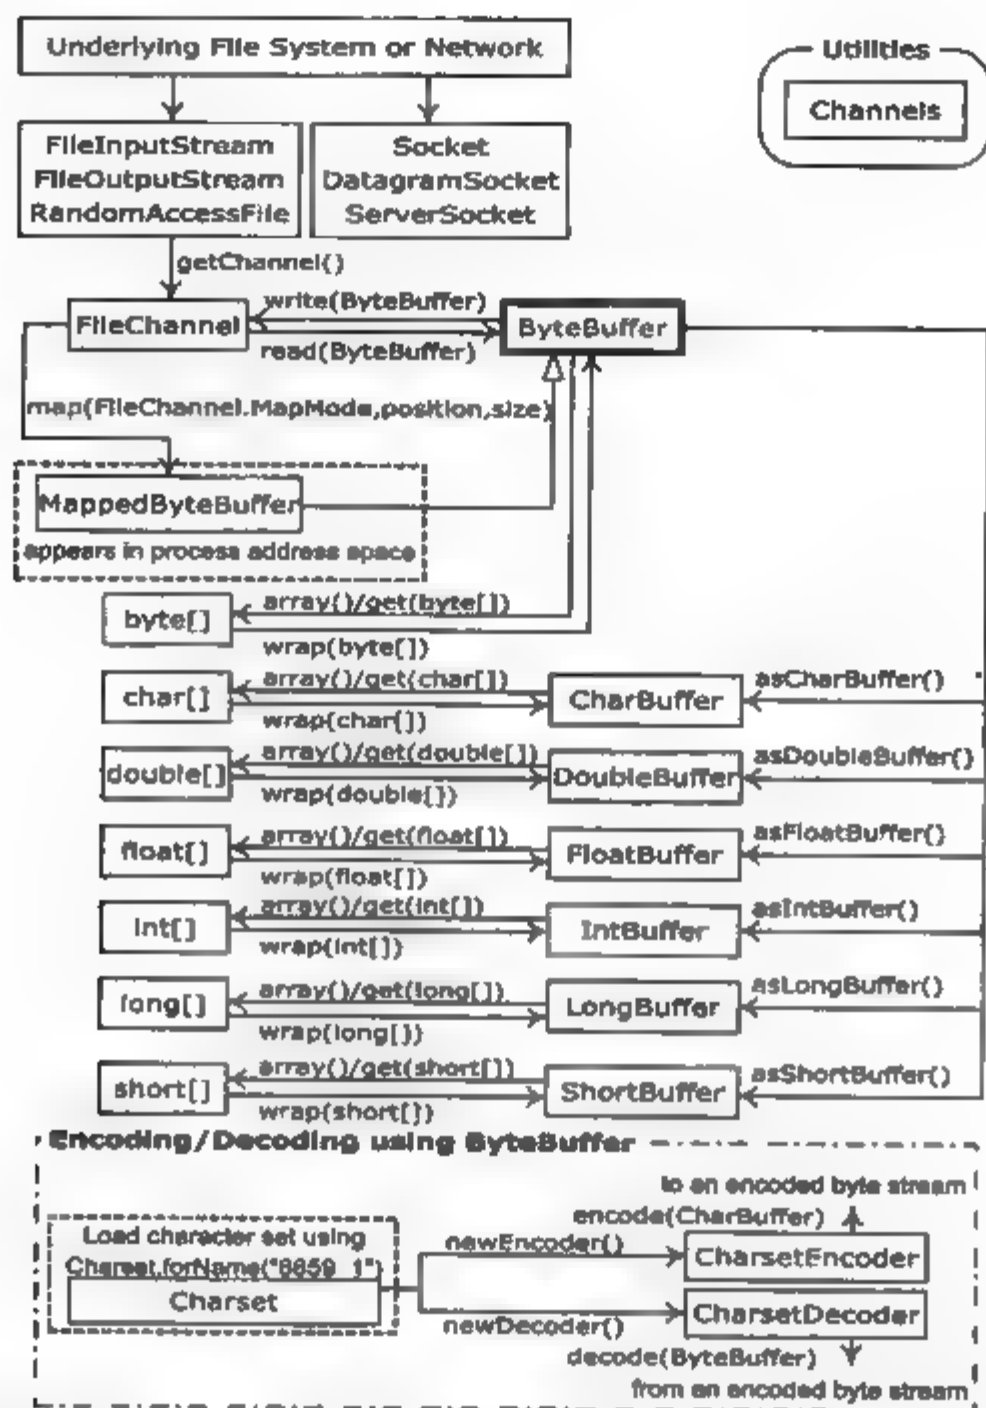 Underlying File System or Network
Utilities
Channels
FileInputStream
FileOutputStream
RandomAccessFile
Socket
DatagramSocket
ServerSocket
getChannel()
FileChannel
write(ByteBuffer)
read(ByteBuffer)
ByteBuffer
map(FileChannel.MapMode,position,size)
MappedByteBuffer
appears in process address space
byte[]
array()/get(byte[])
wrap(byte[])
char[]
array()/get(char[])
wrap(char[])
CharBuffer
asCharBuffer()
double[]
array()/get(double[])
wrap(double[])
DoubleBuffer
asDoubleBuffer()
float[]
array()/get(float[])
wrap(float[])
FloatBuffer
asFloatBuffer()
int[]
array()/get(int[])
wrap(int[])
IntBuffer
asIntBuffer()
long[]
array()/get(long[])
wrap(long[])
LongBuffer
asLongBuffer()
short[]
array()/get(short[])
wrap(short[])
ShortBuffer
asShortBuffer()
Encoding/Decoding using ByteBuffer
Load character set using
Charset.forName("8859_1")
Charset
newEncoder()
newDecoder()
to an encoded byte stream
encode(CharBuffer)
CharsetEncoder
CharsetDecoder
decode(ByteBuffer)
from an encoded byte stream